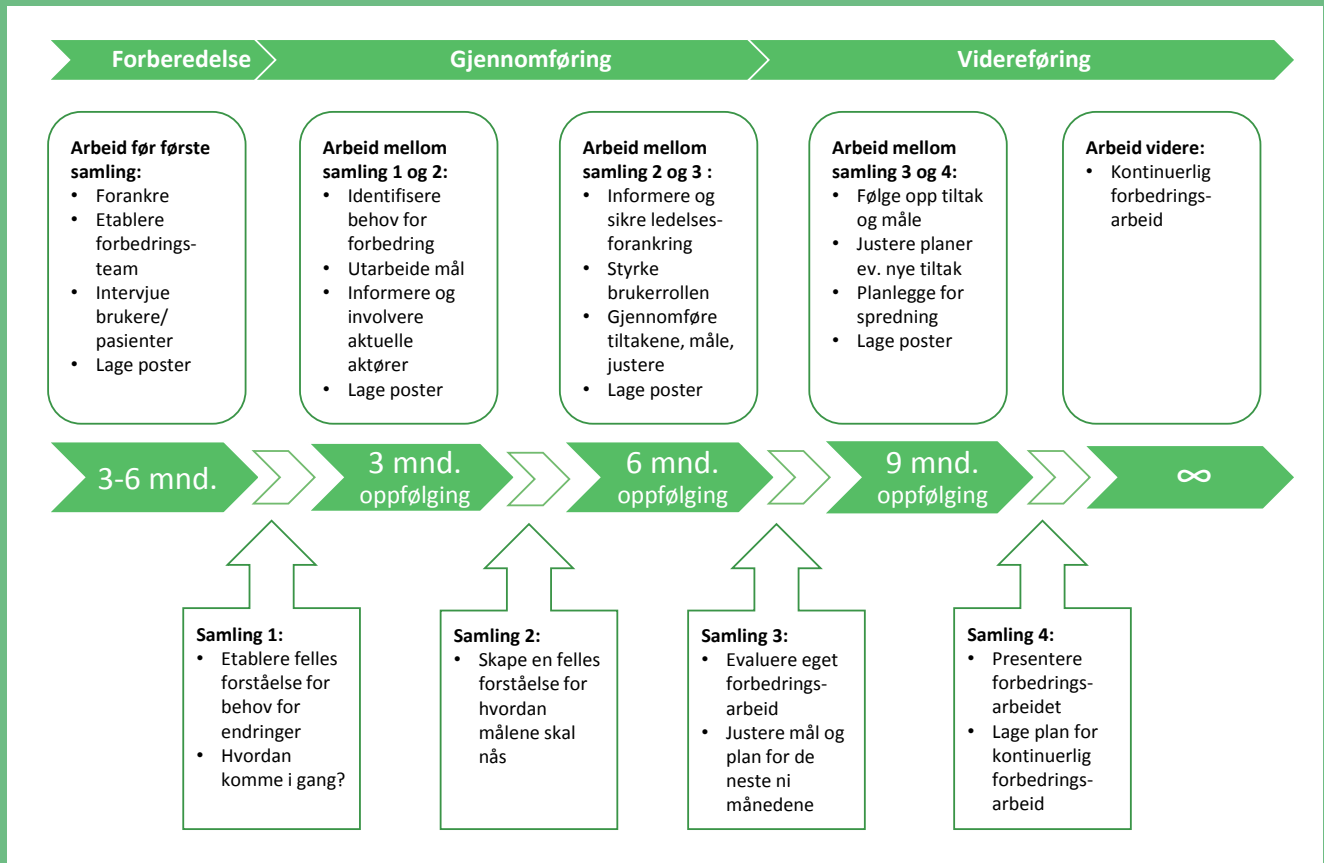 Forberedelse
Gjennomføring
Videreføring
Arbeid før første
samling:
• Forankre
• Etablere
forbedrings-
team
• Intervjue
brukere/
pasienter
• Lage poster
Arbeid mellom
samling 1 og 2:
• Identifisere
behov for
forbedring
• Utarbeide mål
• Informere og
involvere
aktuelle
aktører
• Lage poster
Arbeid mellom
samling 2 og 3 :
• Informere og
sikre ledelses-
forankring
• Styrke
brukerrollen
• Gjennomføre
tiltakene, måle,
justere
• Lage poster
Arbeid mellom
samling 3 og 4:
• Følge opp tiltak
og måle
• Justere planer
ev. nye tiltak
• Planlegge for
spredning
• Lage poster
Arbeid videre:
• Kontinuerlig
forbedrings-
arbeid
3-6 mnd.
3 mnd.
oppfølging
6 mnd.
oppfølging
9 mnd.
oppfølging
∞
Samling 1:
• Etablere felles
forståelse for
behov for
endringer
• Hvordan
komme i gang?
Samling 2:
• Skape en felles
forståelse for
hvordan
målene skal
nås
Samling 3:
• Evaluere eget
forbedrings-
arbeid
• Justere mål og
plan for de
neste ni
månedene
Samling 4:
• Presentere
forbedrings-
arbeidet
• Lage plan for
kontinuerlig
forbedrings-
arbeid